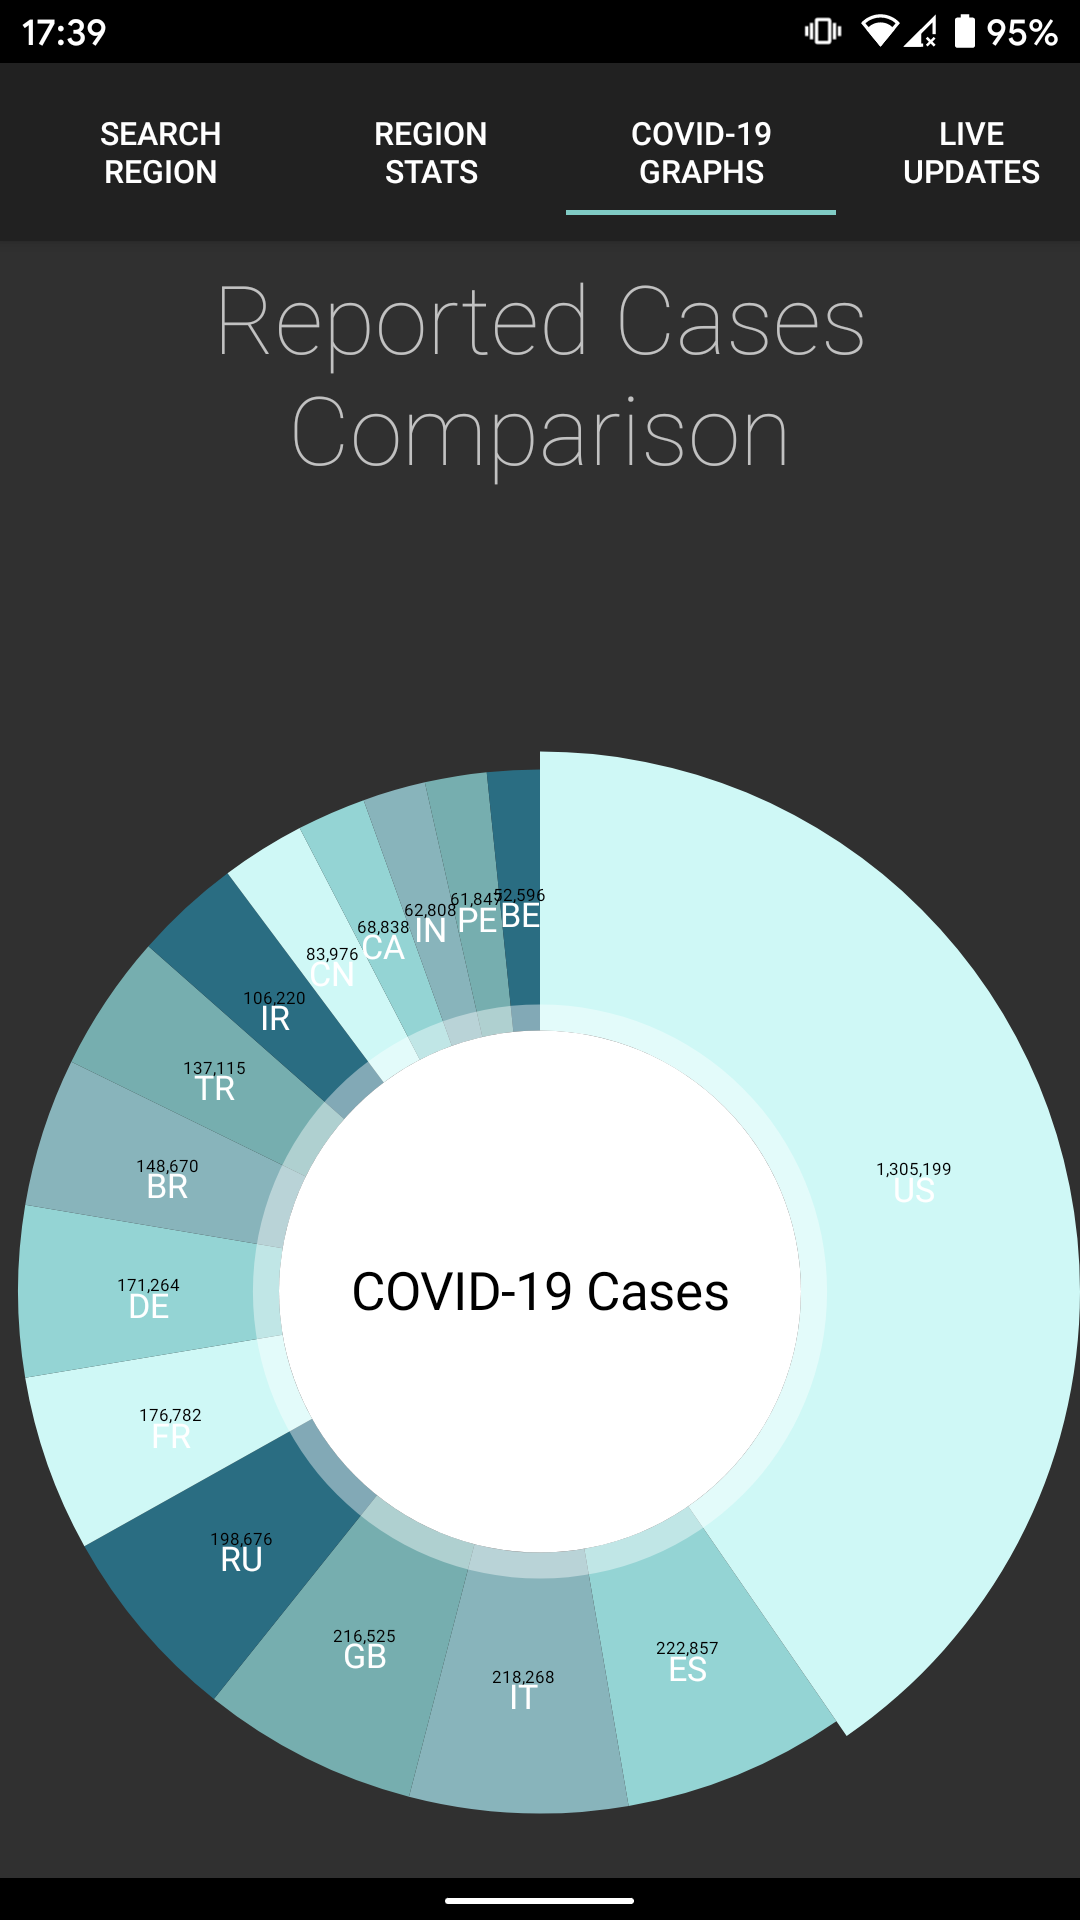 17:39
95%
SEARCH
REGION
REGION
STATS
COVID-19
GRAPHS
LIVE
UPDATES
Reported Cases
Comparison
1,305,199
US
222,857
ES
218,268
IT
216,525
GB
198,676
RU
176,782
FR
171,264
DE
148,670
BR
137,115
TR
106,220
IR
83,976
CN
68,838
CA
62,808
IN
61,847
PE
52,596
BE
COVID-19 Cases